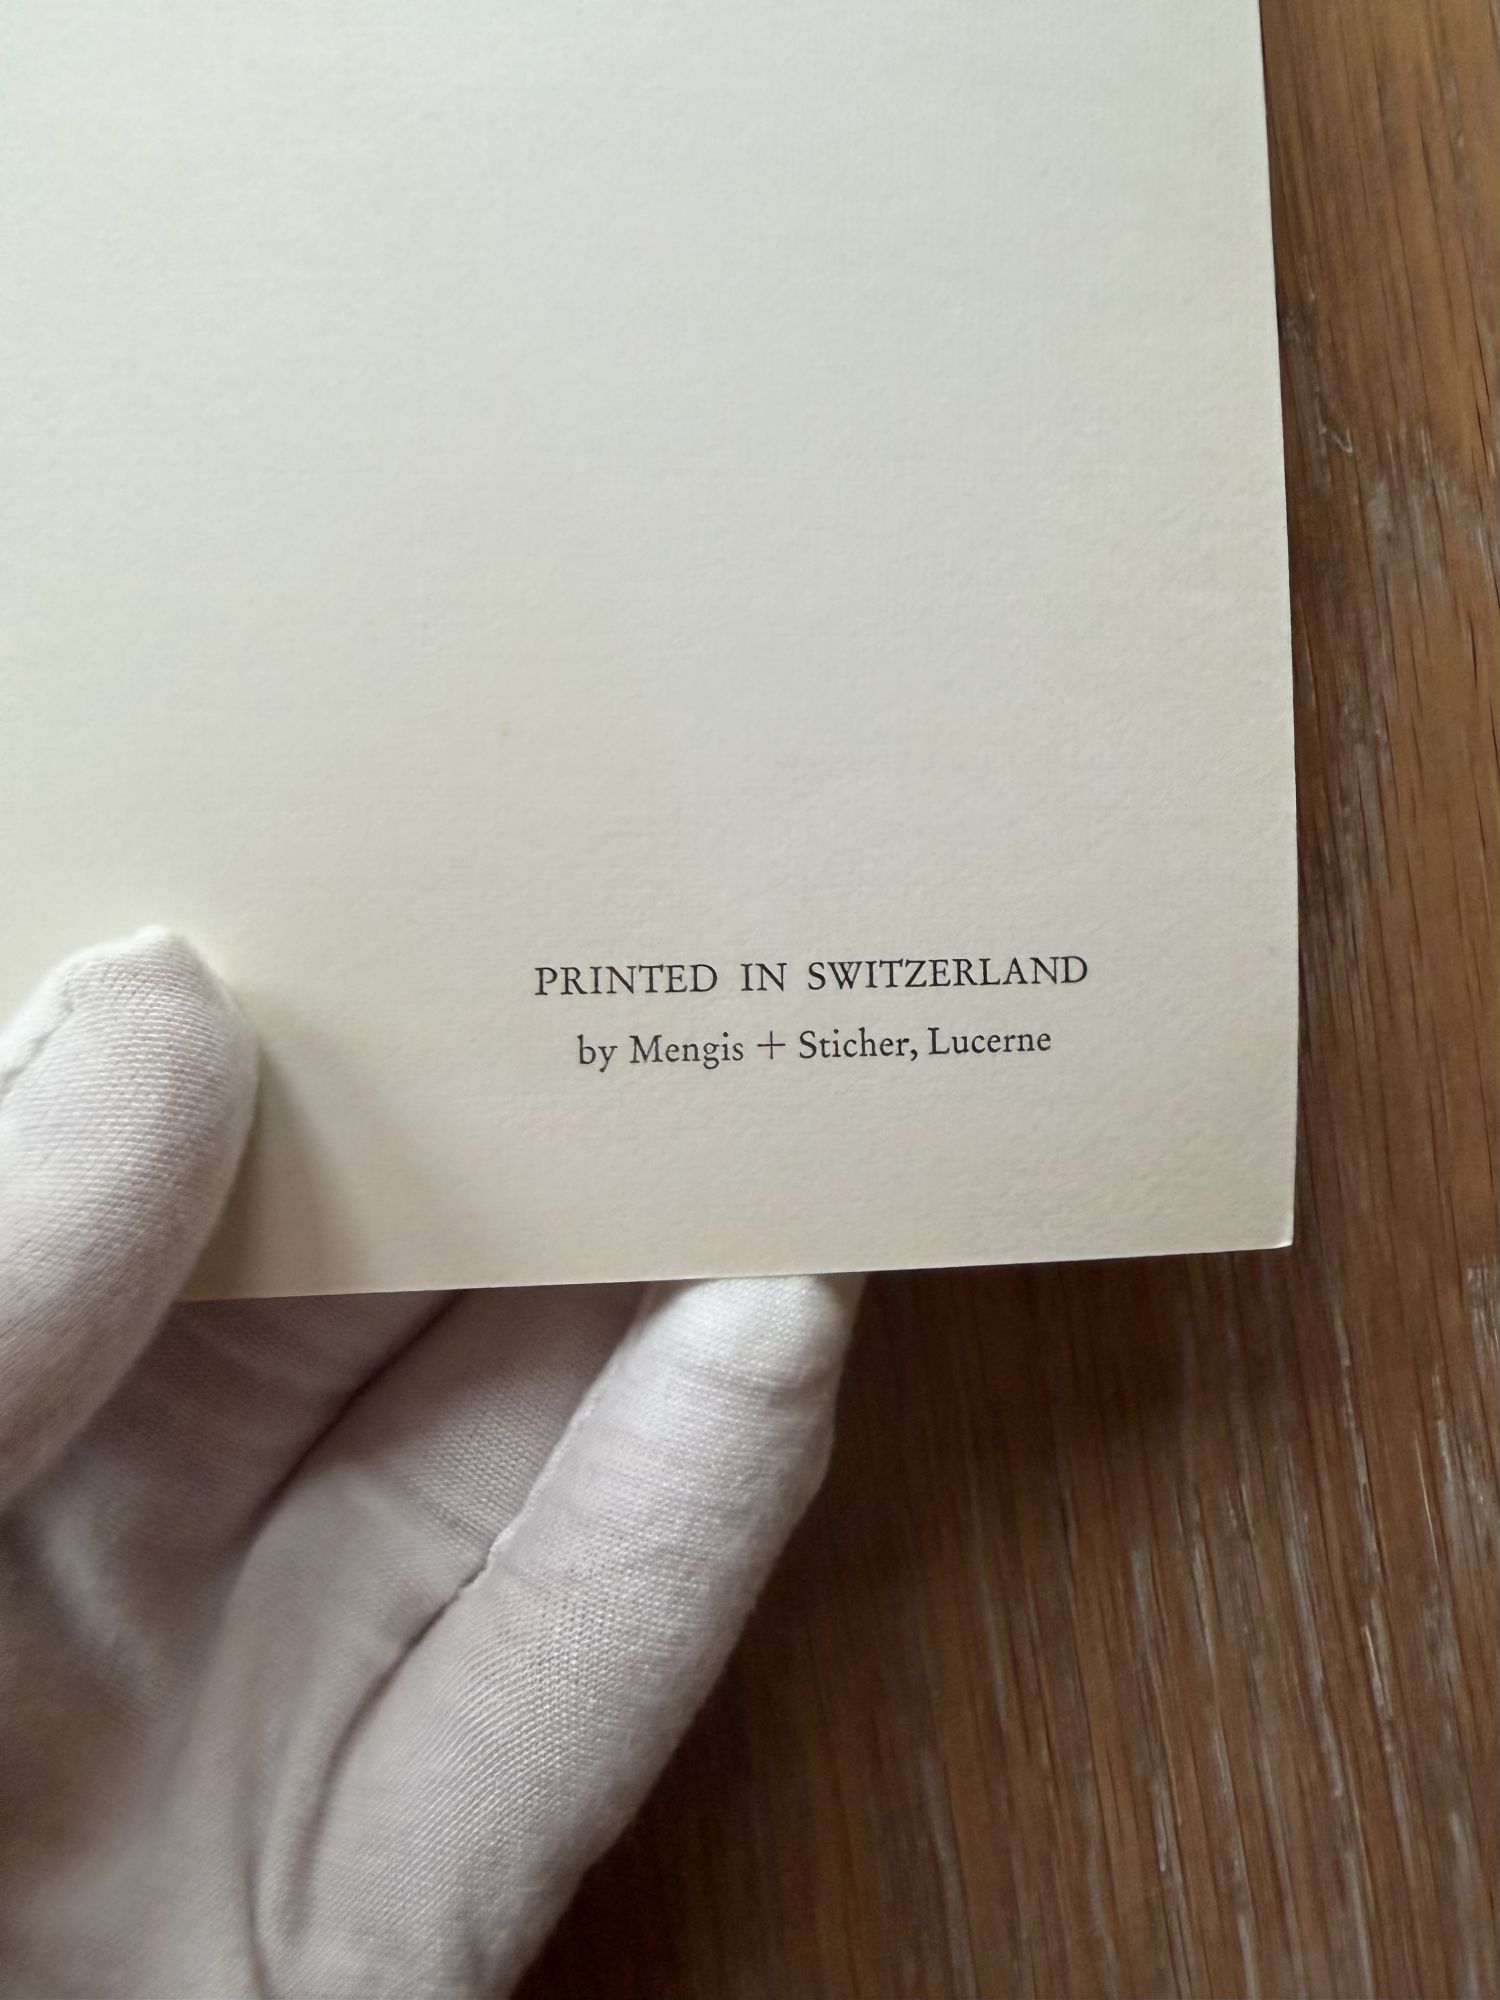 PRINTED IN SWITZERLAND
by Mengis + Sticher, Lucerne